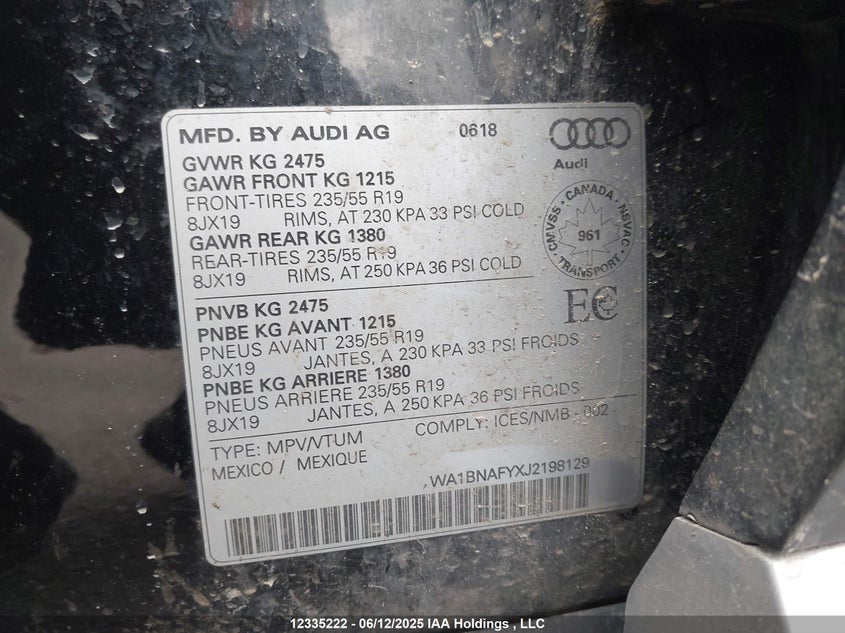 MFD. BY AUDI AG 0618
Audi
GVWR KG 2475
GAWR FRONT KG 1215
FRONT-TIRES 235/55 R19
8JX19 RIMS, AT 230 KPA 33 PSI COLD
GAWR REAR KG 1380
REAR-TIRES 235/55 R19
8JX19 RIMS, AT 250 KPA 36 PSI COLD
CMVSS · CANADA · NSVAC · TRANSPORT ·
961
EC
PNVB KG 2475
PNBE KG AVANT 1215
PNEUS AVANT 235/55 R19
8JX19 JANTES, A 230 KPA 33 PSI FROIDS
PNBE KG ARRIERE 1380
PNEUS ARRIERE 235/55 R19
8JX19 JANTES, A 250 KPA 36 PSI FROIDS
TYPE: MPV/VTUM COMPLY: ICES/NMB - 002
MEXICO / MEXIQUE
WA1BNAFYXJ2198129
12335222 - 06/12/2025 IAA Holdings , LLC